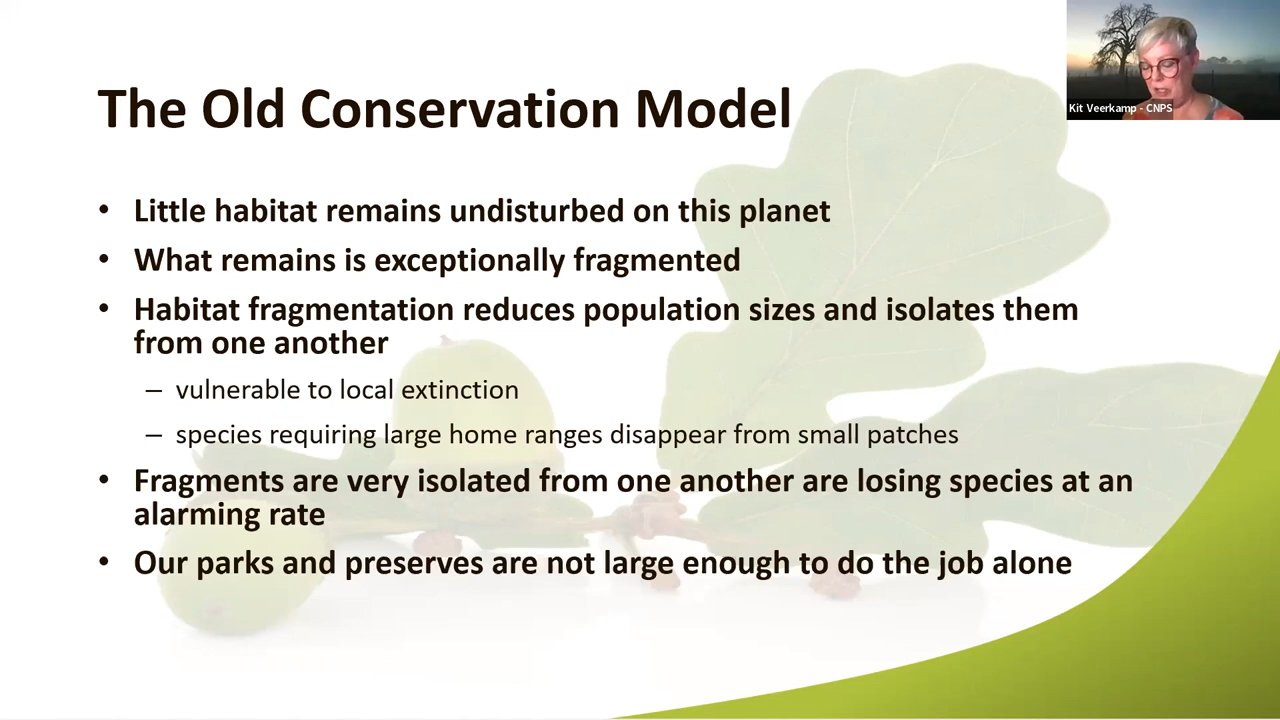 The Old Conservation Model
Kit Veerkamp - CNPS
• Little habitat remains undisturbed on this planet
• What remains is exceptionally fragmented
• Habitat fragmentation reduces population sizes and isolates them
from one another
– vulnerable to local extinction
– species requiring large home ranges disappear from small patches
• Fragments are very isolated from one another are losing species at an
alarming rate
• Our parks and preserves are not large enough to do the job alone